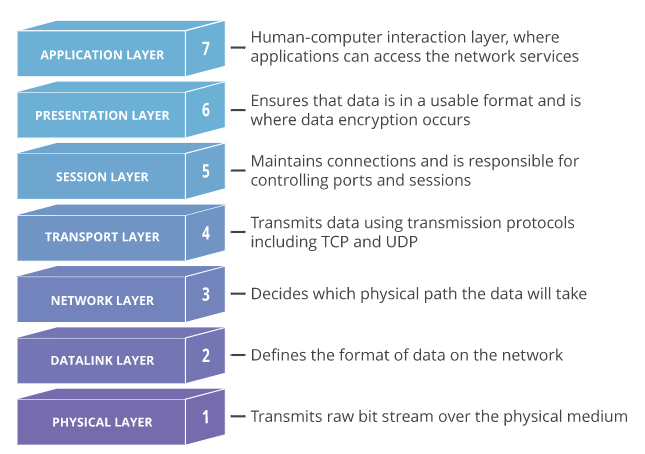 APPLICATION LAYER
7
Human-computer interaction layer, where
applications can access the network services
PRESENTATION LAYER
6
Ensures that data is in a usable format and is
where data encryption occurs
SESSION LAYER
5
Maintains connections and is responsible for
controlling ports and sessions
TRANSPORT LAYER
4
Transmits data using transmission protocols
including TCP and UDP
NETWORK LAYER
3
Decides which physical path the data will take
DATALINK LAYER
2
Defines the format of data on the network
PHYSICAL LAYER
1
Transmits raw bit stream over the physical medium